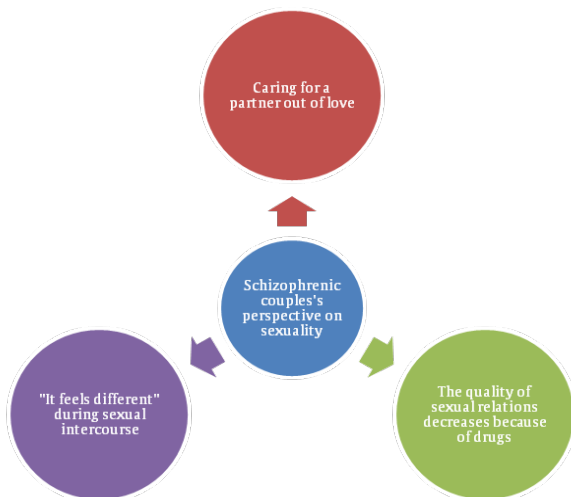 Caring for a
partner out of love
Schizophrenic
couples's
perspective on
sexuality
"It feels different"
during sexual
intercourse
The quality of
sexual relations
decreases because
of drugs